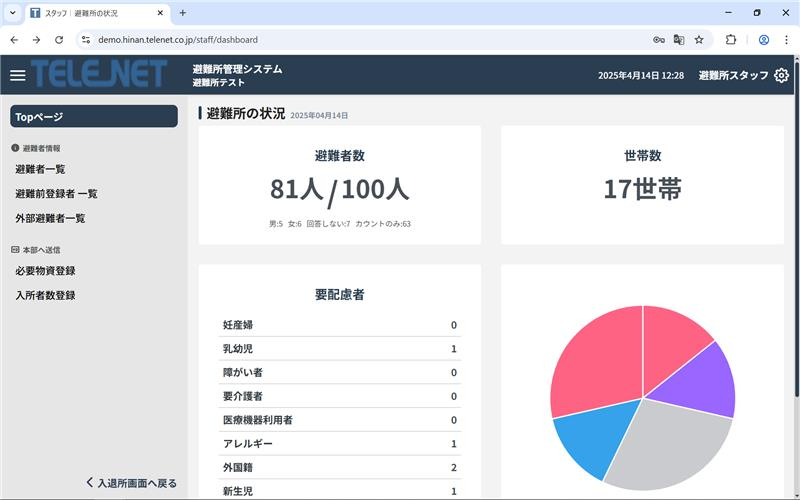 スタッフ｜避難所の状況
demo.hinan.telenet.co.jp/staff/dashboard
TELENET
避難所管理システム
避難所テスト
2025年4月14日 12:28
避難所スタッフ
Topページ
避難者情報
避難者一覧
避難前登録者 一覧
外部避難者一覧
本部へ送信
必要物資登録
入所者数登録
入退所画面へ戻る
避難所の状況 2025年04月14日
避難者数
81人/100人
男:5 女:6 回答しない:7 カウントのみ:63
世帯数
17世帯
要配慮者
妊産婦 0
乳幼児 1
障がい者 0
要介護者 0
医療機器利用者 0
アレルギー 1
外国籍 2
新生児 1